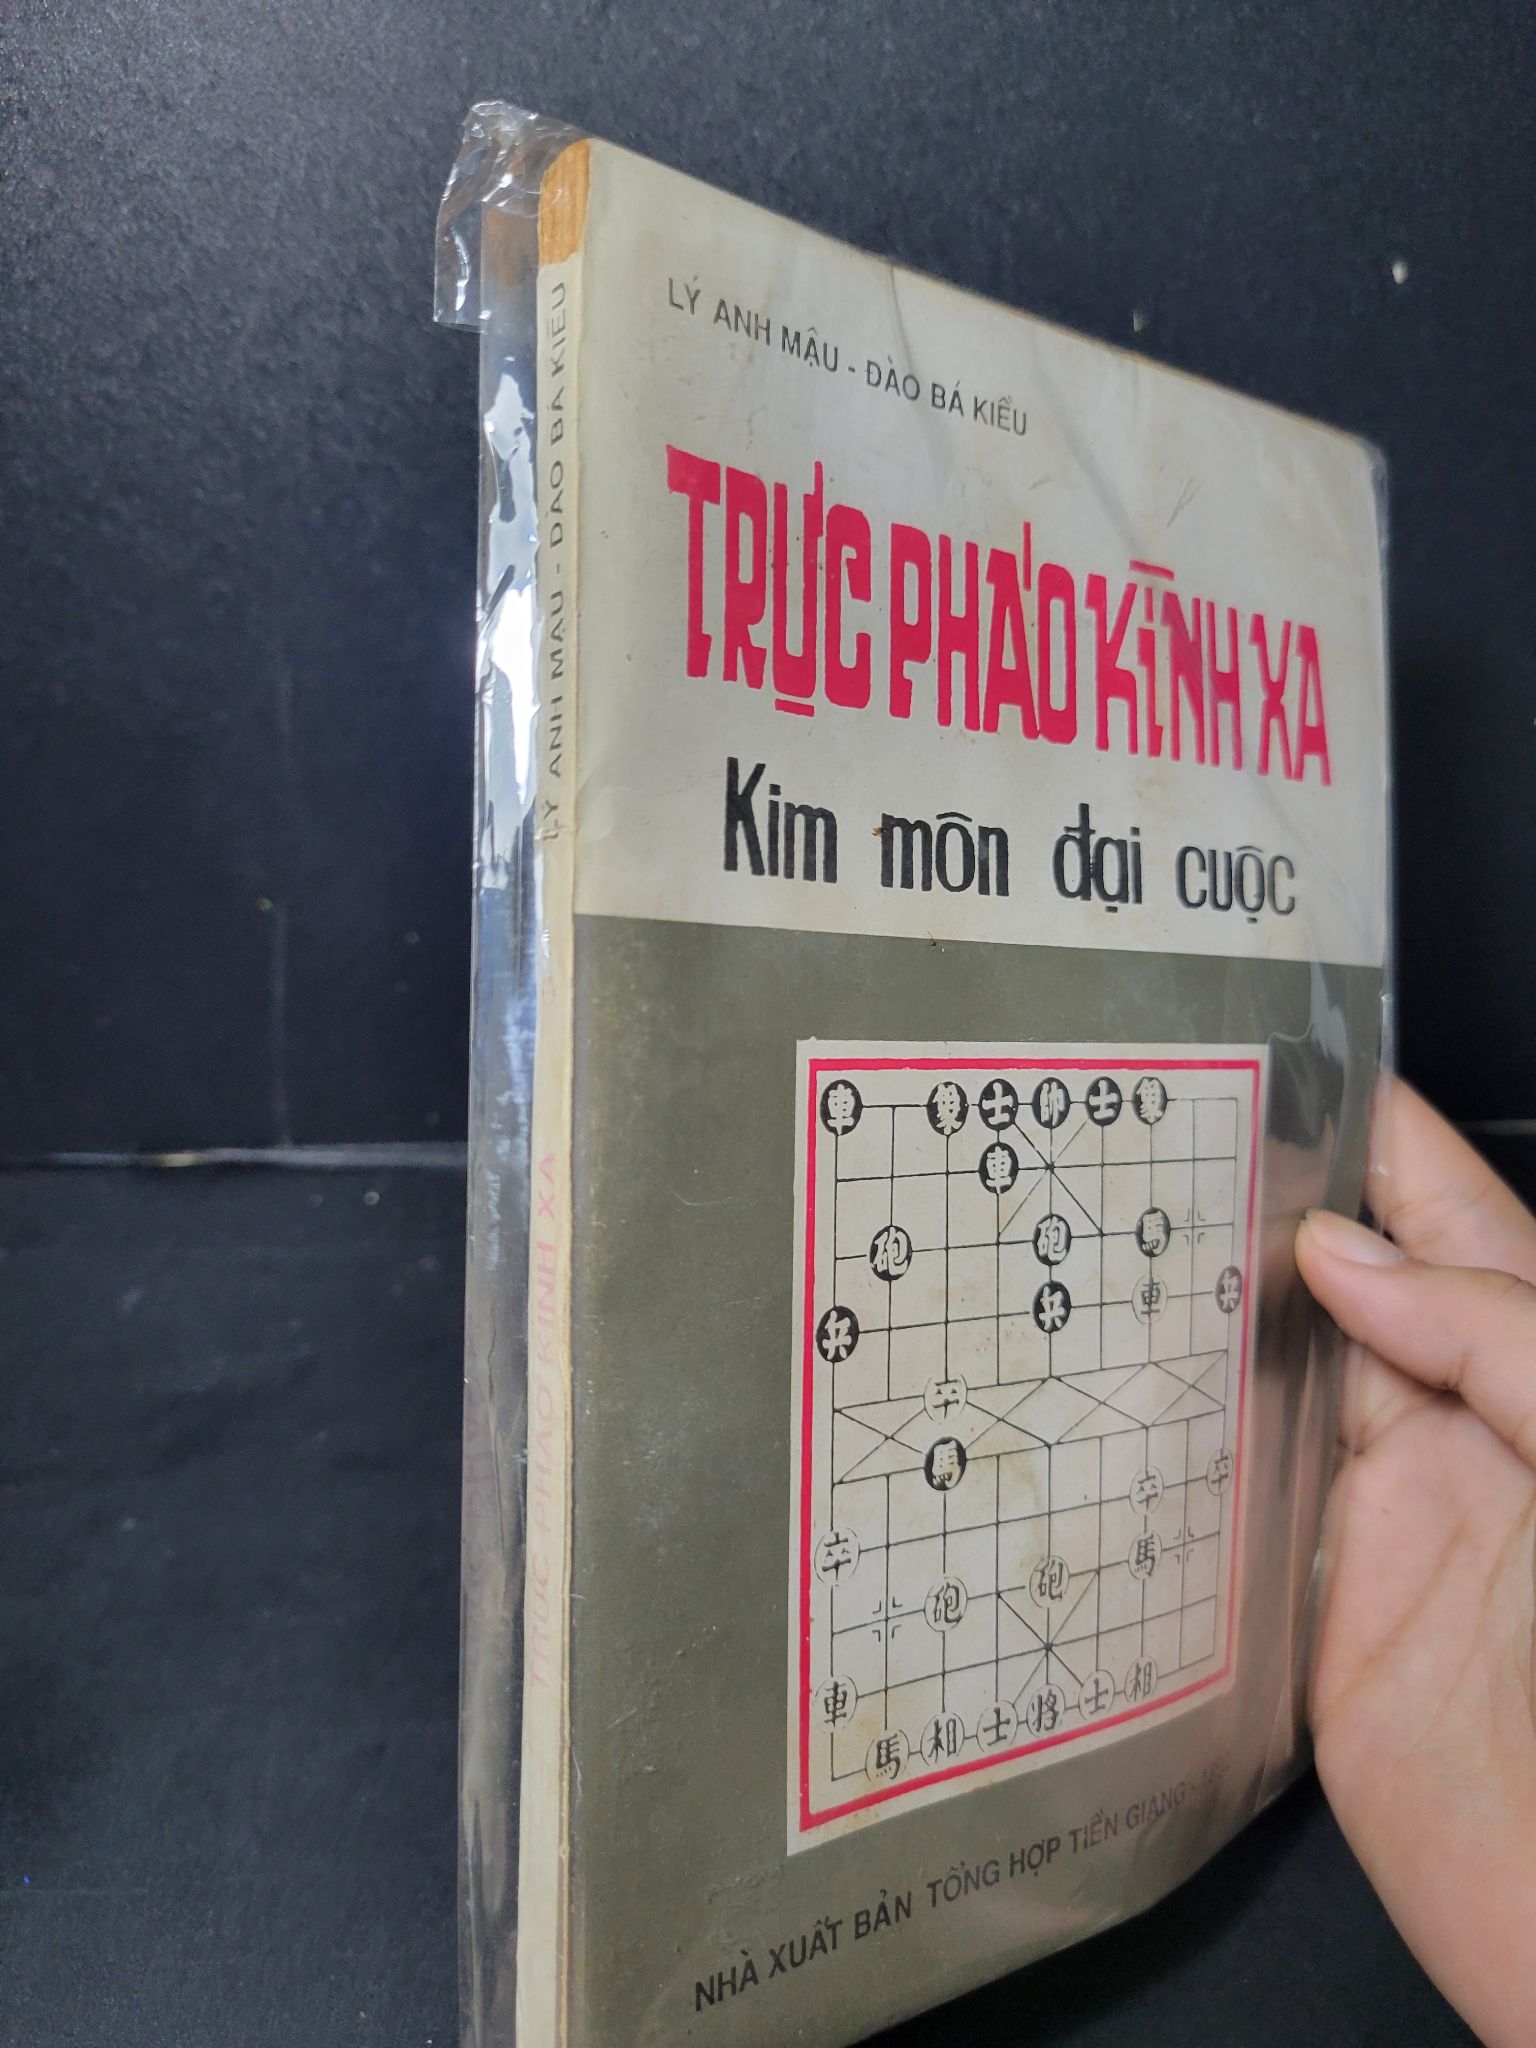 LÝ ANH MẬU - ĐÀO BÁ KIỀU
TRỰC PHÁO KÌNH XA
Kim môn đại cuộc
車 象 士 帥 士 象
車
砲 砲 馬
兵 兵 車 兵
卒
馬 卒 卒
卒 馬
砲 砲
車
馬 相 士 将 士 相
NHÀ XUẤT BẢN TỔNG HỢP TIỀN GIANG -
LÝ ANH MẬU - ĐÀO BÁ KIỀU
TRỰC PHÁO KÌNH XA